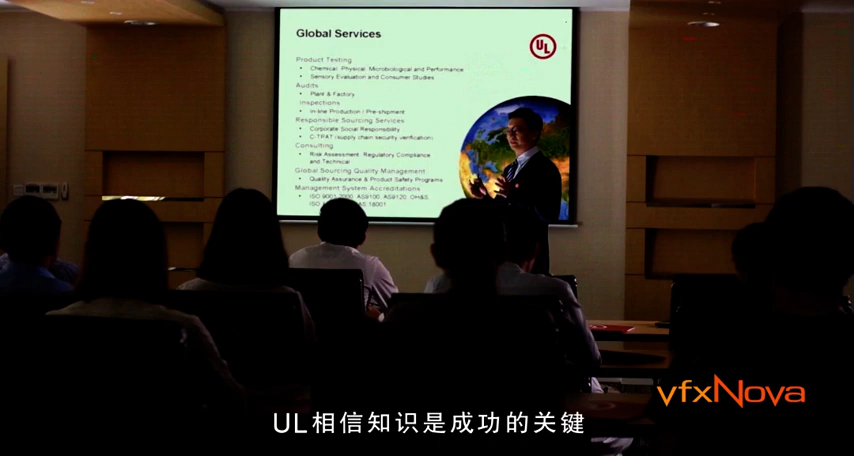 Global Services
UL
Product Testing
• Chemical, Physical, Microbiological and Performance
• Sensory Evaluation and Consumer Studies
Audits
• Plant & Factory
Inspections
• In-line Production / Pre-shipment
Responsible Sourcing Services
• Corporate Social Responsibility
• C-TPAT (supply chain security verification)
Consulting
• Risk Assessment, Regulatory Compliance
and Technical
Global Sourcing Quality Management
• Quality Assurance & Product Safety Programs
Management System Accreditations
• ISO 9001:2000, AS9100, AS9120, OH&S,
ISO 18001
vfxNova
UL相信知识是成功的关键